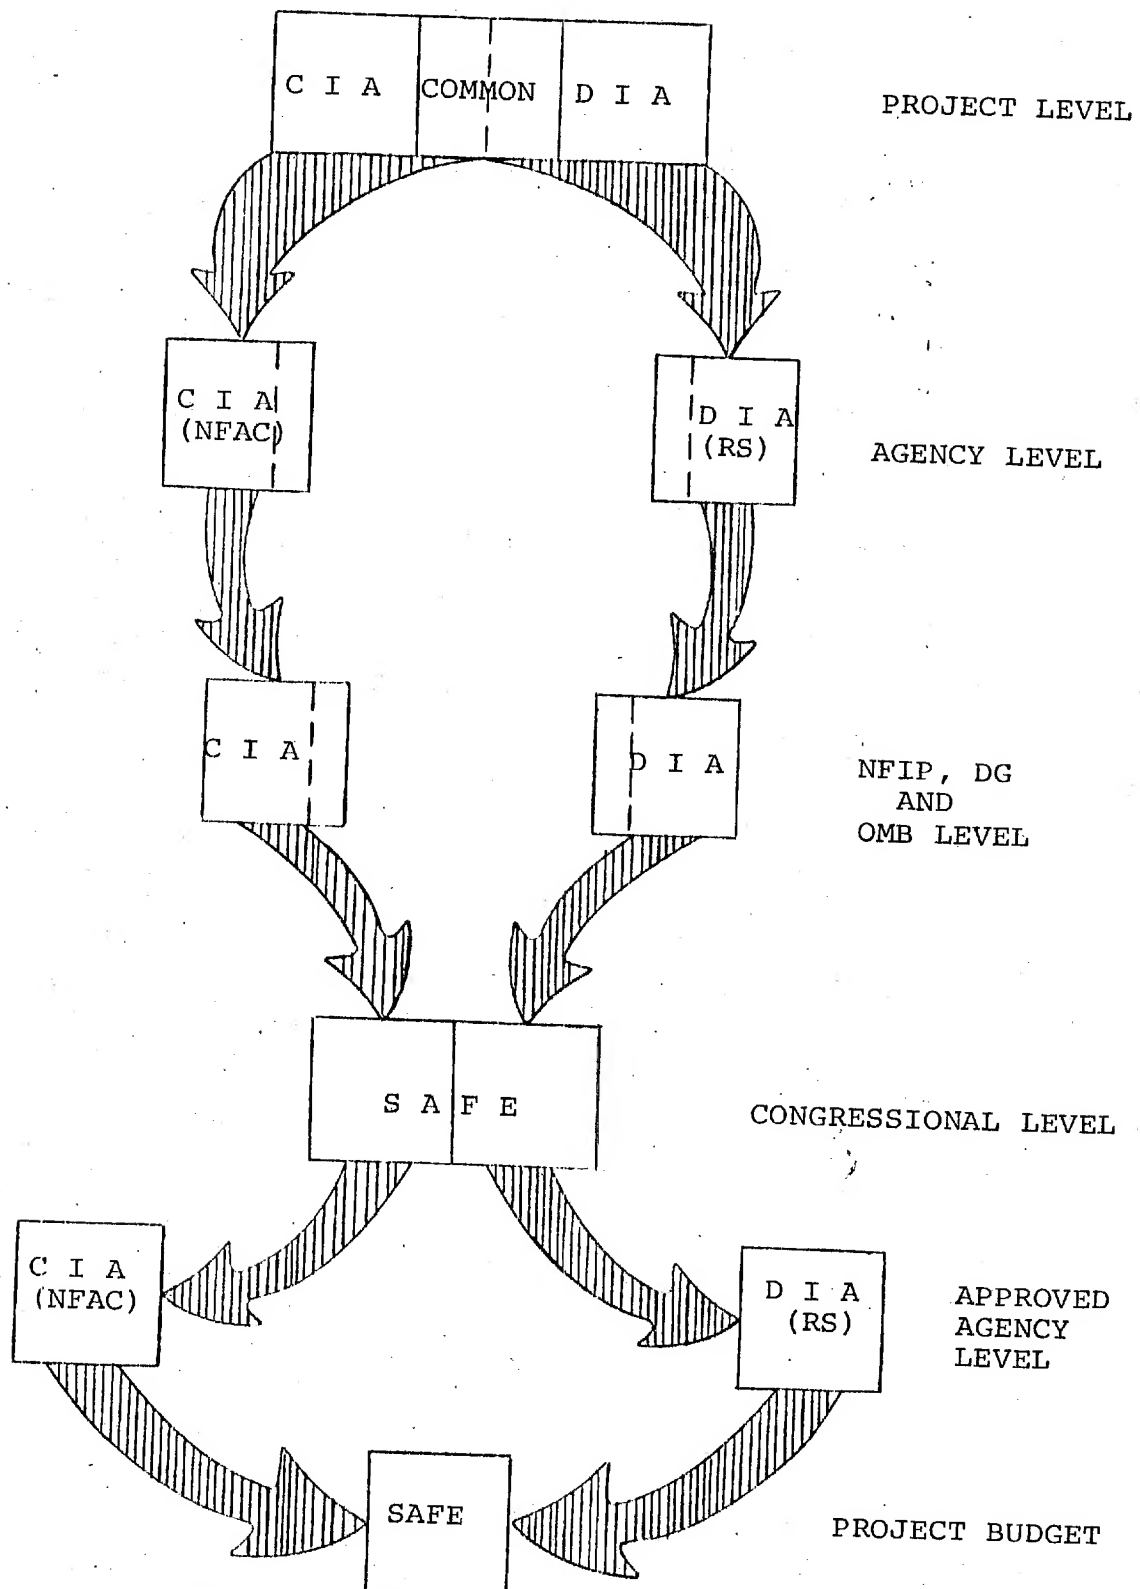 C I A COMMON D I A
PROJECT LEVEL
C I A
(NFAC)
D I A
(RS)
AGENCY LEVEL
C I A
D I A
NFIP, DG
AND
OMB LEVEL
S A F E
CONGRESSIONAL LEVEL
C I A
(NFAC)
D I A
(RS)
APPROVED
AGENCY
LEVEL
SAFE
PROJECT BUDGET